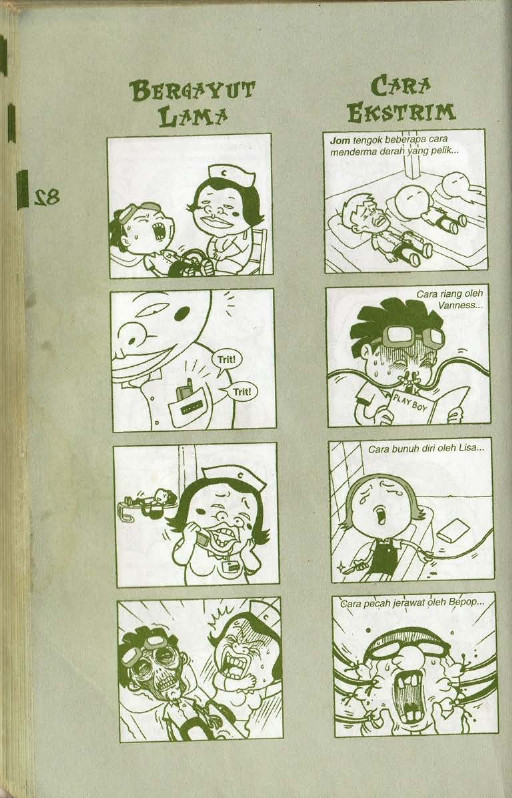 BERGAYUT
LAMA
28
Trit!
Trit!
CARA
EKSTRIM
Jom tengok beberapa cara
menderma darah yang pelik...
Cara riang oleh
Vanness...
PLAY BOY
Cara bunuh diri oleh Lisa...
Cara pecah jerawat oleh Bepop...